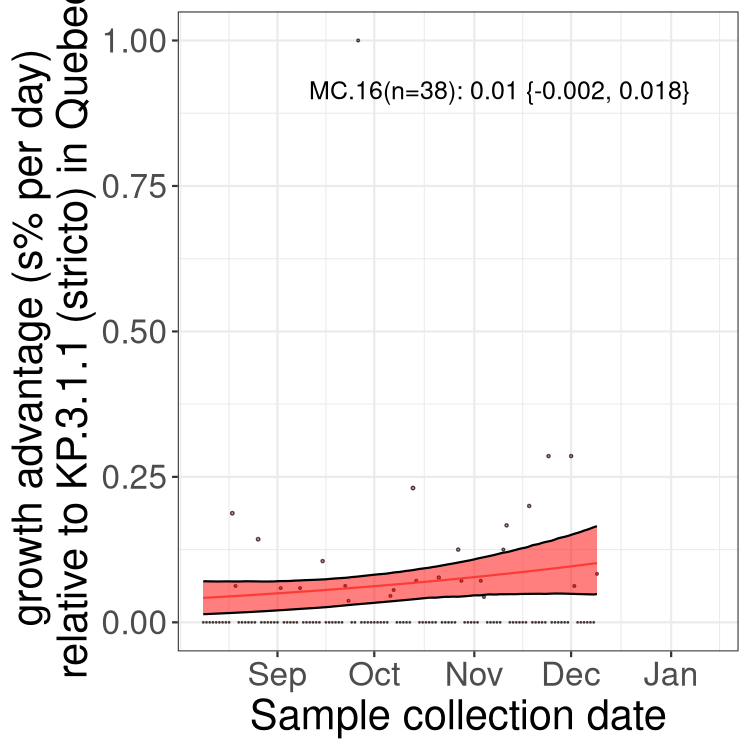 growth advantage (s% per day)
relative to KP.3.1.1 (stricto) in Quebec
1.00
0.75
0.50
0.25
0.00
MC.16(n=38): 0.01 {-0.002, 0.018}
Sep Oct Nov Dec Jan
Sample collection date